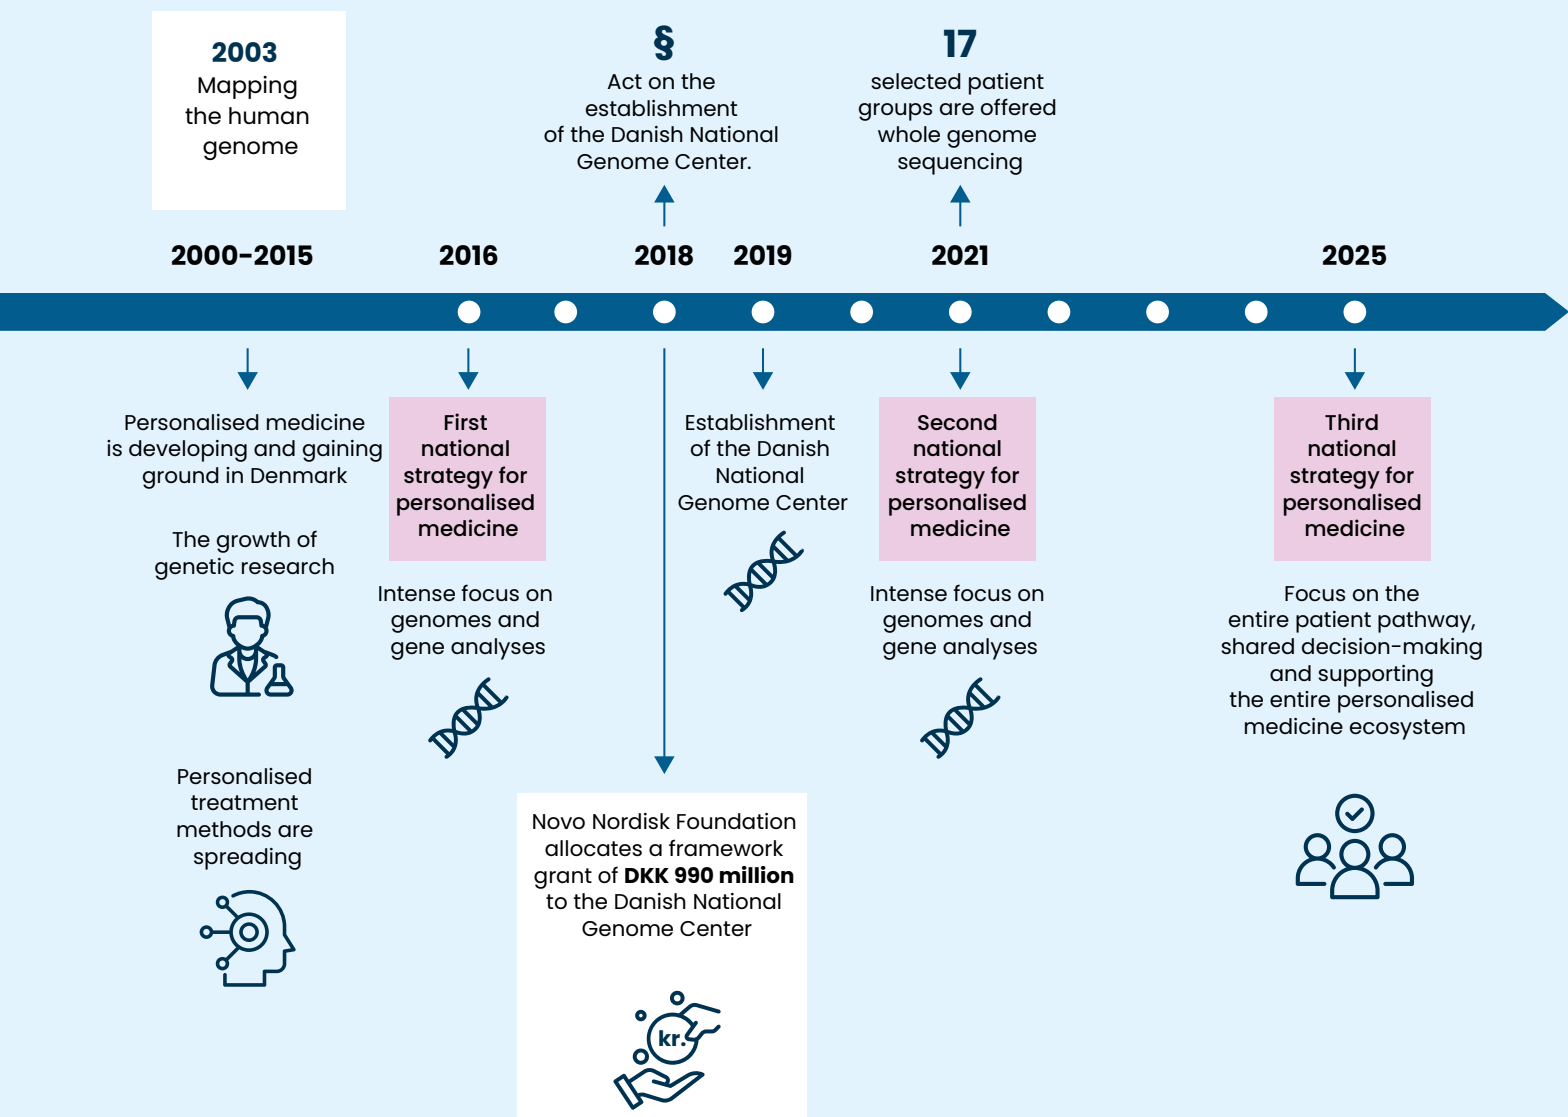 2003
Mapping
the human
genome
§
Act on the
establishment
of the Danish National
Genome Center.
17
selected patient
groups are offered
whole genome
sequencing
2000-2015
2016
2018
2019
2021
2025
Personalised medicine
is developing and gaining
ground in Denmark
The growth of
genetic research
Personalised
treatment
methods are
spreading
First
national
strategy for
personalised
medicine
Intense focus on
genomes and
gene analyses
Novo Nordisk Foundation
allocates a framework
grant of DKK 990 million
to the Danish National
Genome Center
kr.
Establishment
of the Danish
National
Genome Center
Second
national
strategy for
personalised
medicine
Intense focus on
genomes and
gene analyses
Third
national
strategy for
personalised
medicine
Focus on the
entire patient pathway,
shared decision-making
and supporting
the entire personalised
medicine ecosystem